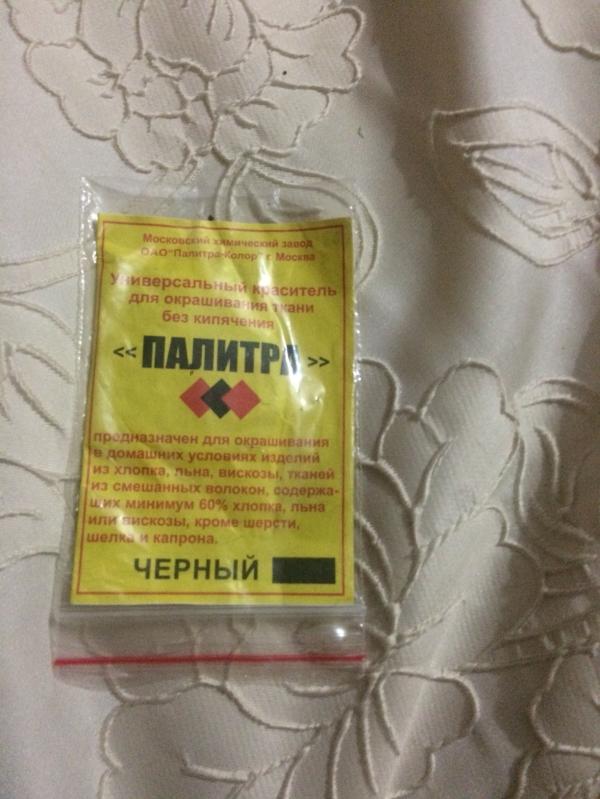 Московский химический завод
ОАО"Палитра-Колор" г. Москва
Универсальный краситель
для окрашивания ткани
без кипячения
<< ПАЛИТРА >>
предназначен для окрашивания
в домашних условиях изделий
из хлопка, льна, вискозы, тканей
из смешанных волокон, содержа-
щих минимум 60% хлопка, льна
или вискозы, кроме шерсти,
шелка и капрона.
ЧЕРНЫЙ